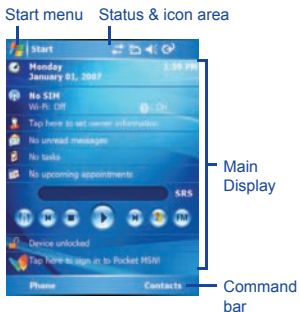 Start menu Status & icon area
Start
Monday 1:59 PM
January 01, 2007
No SIM
Wi-Fi: Off : On
Tap here to set owner information
No unread messages
No tasks
No upcoming appointments
Main
Display
SRS
FM
Device unlocked
Tap here to sign in to Pocket MSN!
Phone Contacts
Command
bar